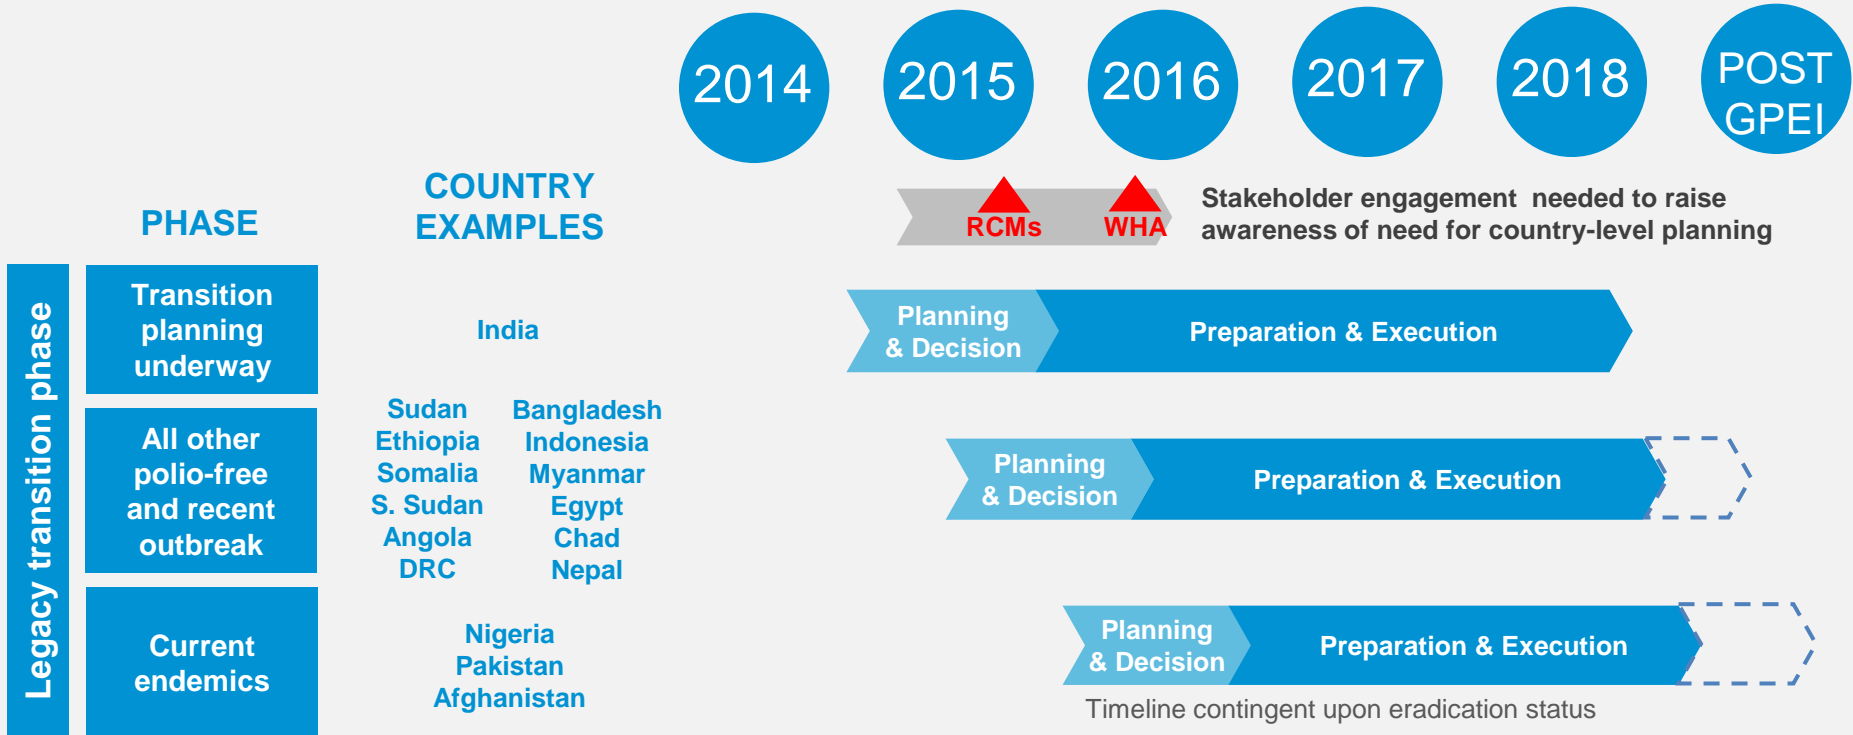 2014
2015
2016
2017
2018
POST
GPEI
PHASE
COUNTRY
EXAMPLES
RCMs
WHA
Stakeholder engagement needed to raise
awareness of need for country-level planning
Legacy transition phase
Transition
planning
underway
India
Planning
& Decision
Preparation & Execution
All other
polio-free
and recent
outbreak
Sudan
Ethiopia
Somalia
S. Sudan
Angola
DRC
Bangladesh
Indonesia
Myanmar
Egypt
Chad
Nepal
Planning
& Decision
Preparation & Execution
Current
endemics
Nigeria
Pakistan
Afghanistan
Planning
& Decision
Preparation & Execution
Timeline contingent upon eradication status